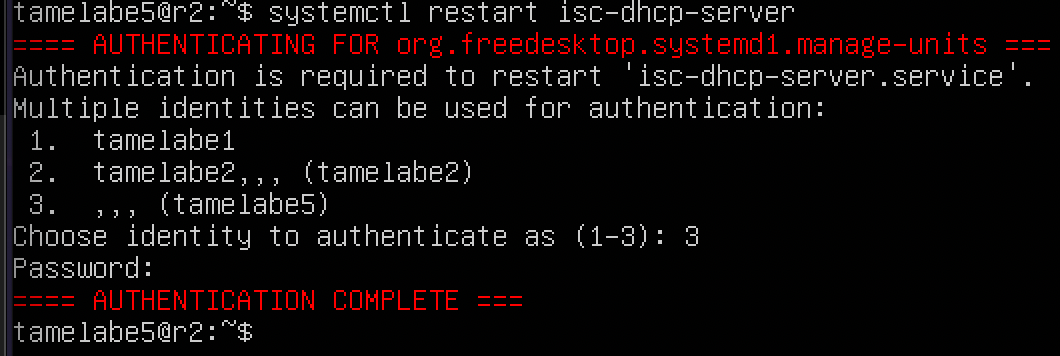 tamelabe5@r2:~$ systemctl restart isc-dhcp-server
==== AUTHENTICATING FOR org.freedesktop.systemd1.manage-units ===
Authentication is required to restart 'isc-dhcp-server.service'.
Multiple identities can be used for authentication:
 1.  tamelabe1
 2.  tamelabe2,,, (tamelabe2)
 3.  ,,, (tamelabe5)
Choose identity to authenticate as (1-3): 3
Password:
==== AUTHENTICATION COMPLETE ===
tamelabe5@r2:~$